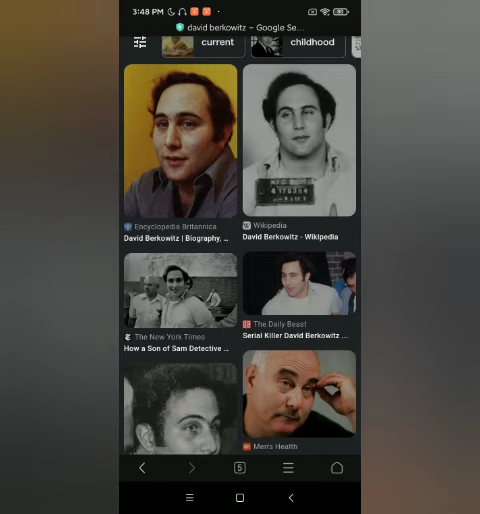 3:48 PM
83
david berkowitz – Google Se...
current
childhood
Encyclopedia Britannica
David Berkowitz | Biography, ...
W Wikipedia
David Berkowitz - Wikipedia
The New York Times
How a Son of Sam Detective ...
The Daily Beast
Serial Killer David Berkowitz ...
Men's Health
5